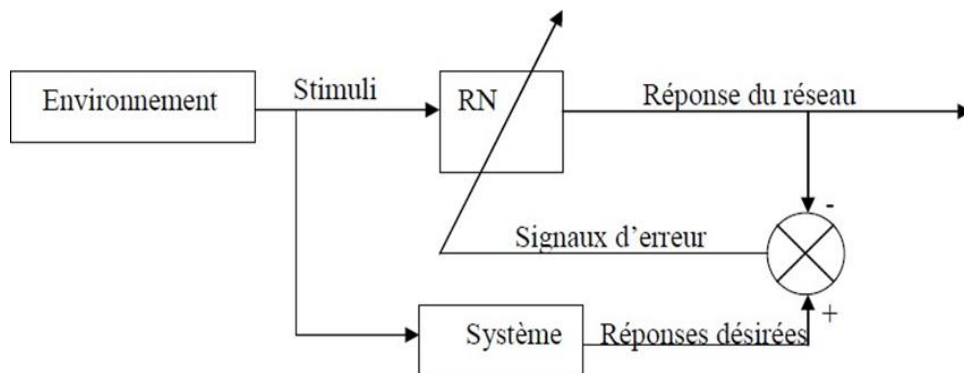 Environnement
Stimuli
RN
Réponse du réseau
-
Signaux d’erreur
+
Système
Réponses désirées